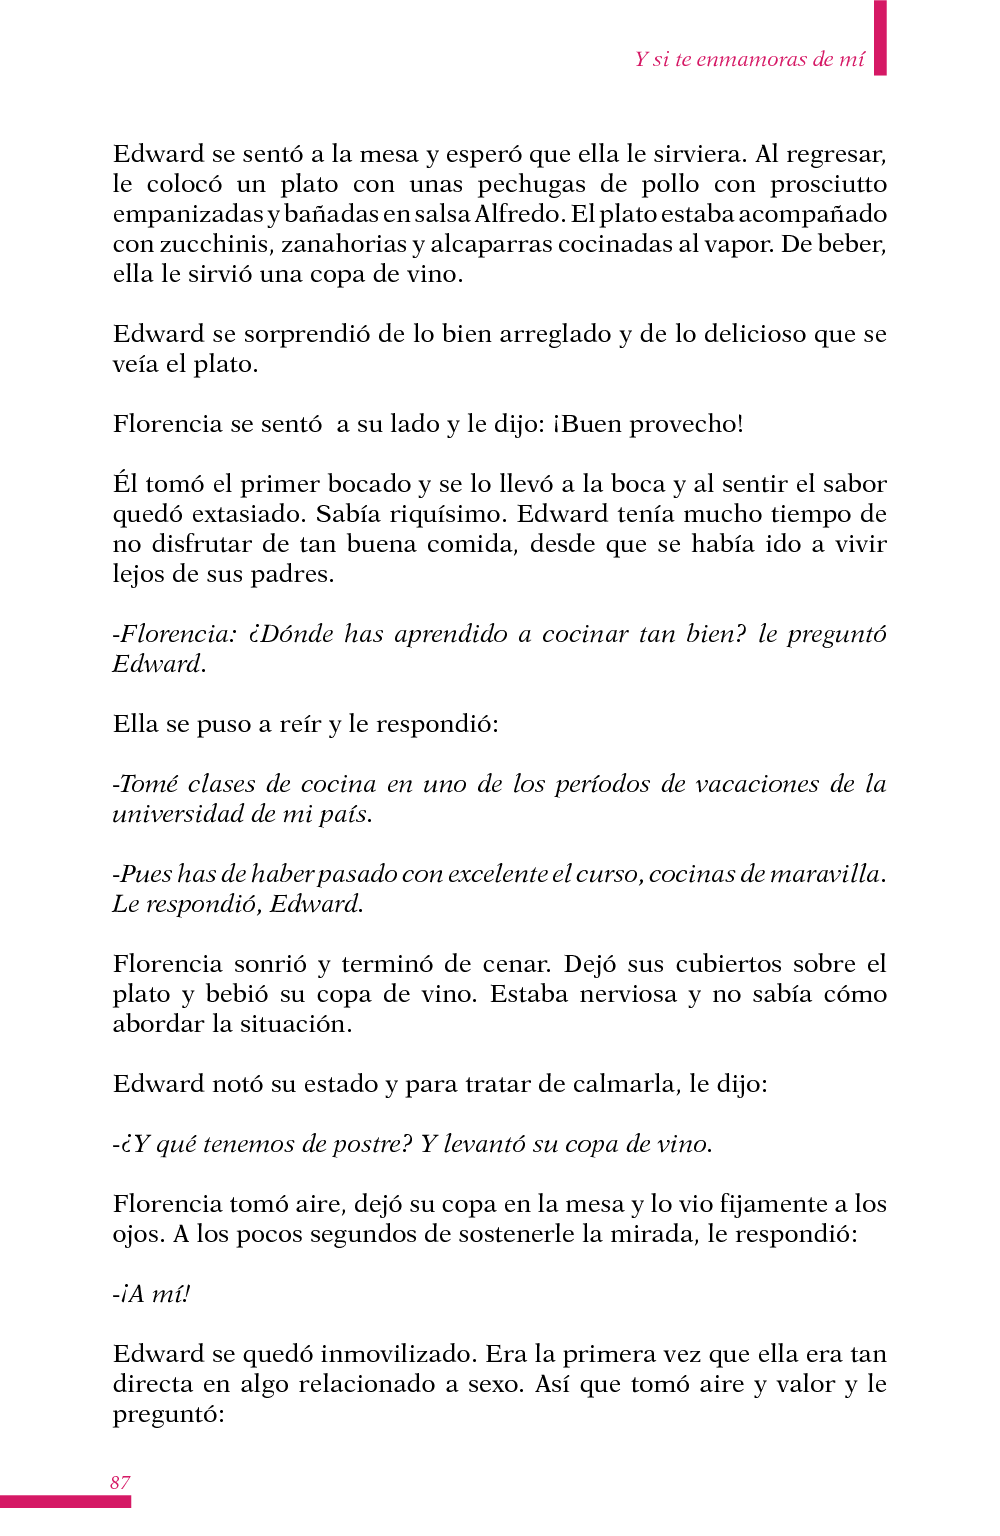 Y si te enmamoras de mí
Edward se sentó a la mesa y esperó que ella le sirviera. Al regresar,
le colocó un plato con unas pechugas de pollo con prosciutto
empanizadas y bañadas en salsa Alfredo. El plato estaba acompañado
con zucchinis, zanahorias y alcaparras cocinadas al vapor. De beber,
ella le sirvió una copa de vino.
Edward se sorprendió de lo bien arreglado y de lo delicioso que se
veía el plato.
Florencia se sentó  a su lado y le dijo: ¡Buen provecho!
Él tomó el primer bocado y se lo llevó a la boca y al sentir el sabor
quedó extasiado. Sabía riquísimo. Edward tenía mucho tiempo de
no disfrutar de tan buena comida, desde que se había ido a vivir
lejos de sus padres.
-Florencia: ¿Dónde has aprendido a cocinar tan bien? le preguntó
Edward.
Ella se puso a reír y le respondió:
-Tomé clases de cocina en uno de los períodos de vacaciones de la
universidad de mi país.
-Pues has de haber pasado con excelente el curso, cocinas de maravilla.
Le respondió, Edward.
Florencia sonrió y terminó de cenar. Dejó sus cubiertos sobre el
plato y bebió su copa de vino. Estaba nerviosa y no sabía cómo
abordar la situación.
Edward notó su estado y para tratar de calmarla, le dijo:
-¿Y qué tenemos de postre? Y levantó su copa de vino.
Florencia tomó aire, dejó su copa en la mesa y lo vio fijamente a los
ojos. A los pocos segundos de sostenerle la mirada, le respondió:
-¡A mí!
Edward se quedó inmovilizado. Era la primera vez que ella era tan
directa en algo relacionado a sexo. Así que tomó aire y valor y le
preguntó:
87